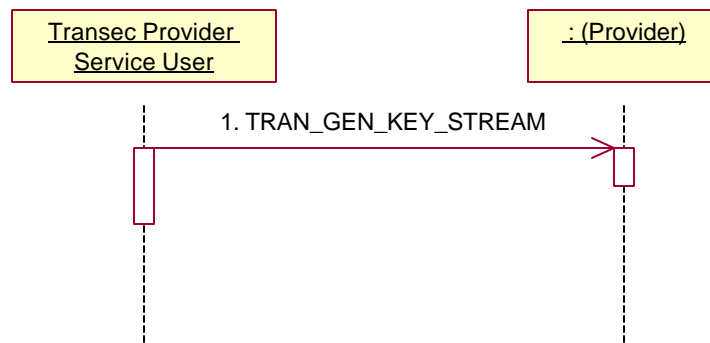 Transec Provider
Service User
: (Provider)
1. TRAN_GEN_KEY_STREAM